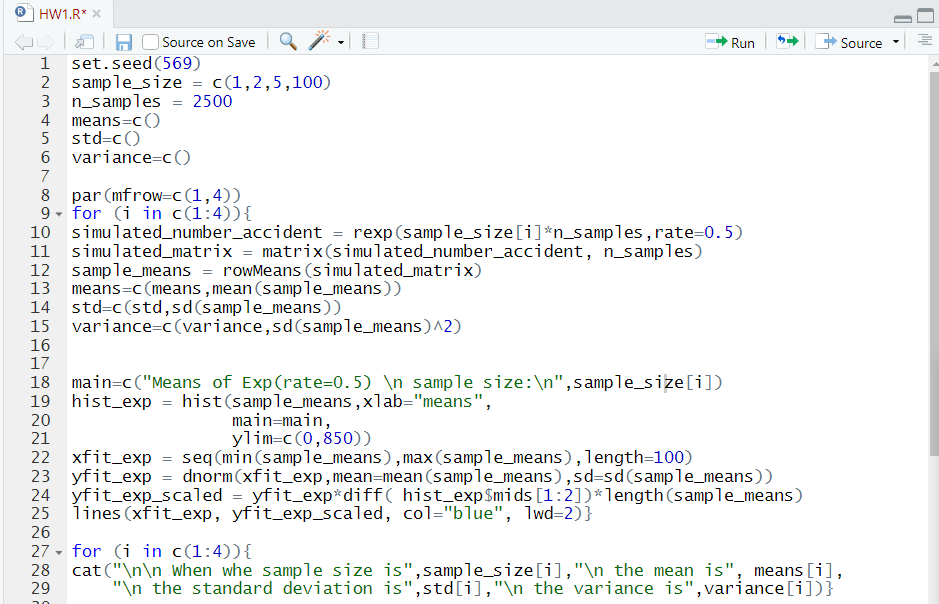 HW1.R*
Source on Save
Run
Source
1 set.seed(569)
2 sample_size = c(1,2,5,100)
3 n_samples = 2500
4 means=c()
5 std=c()
6 variance=c()
7
8 par(mfrow=c(1,4))
9 for (i in c(1:4)){
10 simulated_number_accident = rexp(sample_size[i]*n_samples,rate=0.5)
11 simulated_matrix = matrix(simulated_number_accident, n_samples)
12 sample_means = rowMeans(simulated_matrix)
13 means=c(means,mean(sample_means))
14 std=c(std,sd(sample_means))
15 variance=c(variance,sd(sample_means)^2)
16
17
18 main=c("Means of Exp(rate=0.5) \n sample size:\n",sample_size[i])
19 hist_exp = hist(sample_means,xlab="means",
20 main=main,
21 ylim=c(0,850))
22 xfit_exp = seq(min(sample_means),max(sample_means),length=100)
23 yfit_exp = dnorm(xfit_exp,mean=mean(sample_means),sd=sd(sample_means))
24 yfit_exp_scaled = yfit_exp*diff( hist_exp$mids[1:2])*length(sample_means)
25 lines(xfit_exp, yfit_exp_scaled, col="blue", lwd=2)}
26
27 for (i in c(1:4)){
28 cat("\n\n When whe sample size is",sample_size[i],"\n the mean is", means[i],
29 "\n the standard deviation is",std[i],"\n the variance is",variance[i])}